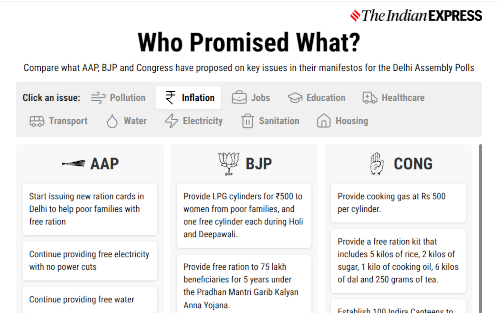 The Indian EXPRESS
Who Promised What?
Compare what AAP, BJP and Congress have proposed on key issues in their manifestos for the Delhi Assembly Polls
Click an issue: Pollution Inflation Jobs Education Healthcare
Transport Water Electricity Sanitation Housing
AAP
Start issuing new ration cards in
Delhi to help poor families with
free ration
Continue providing free electricity
with no power cuts
Continue providing free water
BJP
Provide LPG cylinders for ₹500 to
women from poor families, and
one free cylinder each during Holi
and Deepawali.
Provide free ration to 75 lakh
beneficiaries for 5 years under
the Pradhan Mantri Garib Kalyan
Anna Yojana.
CONG
Provide cooking gas at Rs 500
per cylinder.
Provide a free ration kit that
includes 5 kilos of rice, 2 kilos of
sugar, 1 kilo of cooking oil, 6 kilos
of dal and 250 grams of tea.
Establish 100 Indira Canteens to